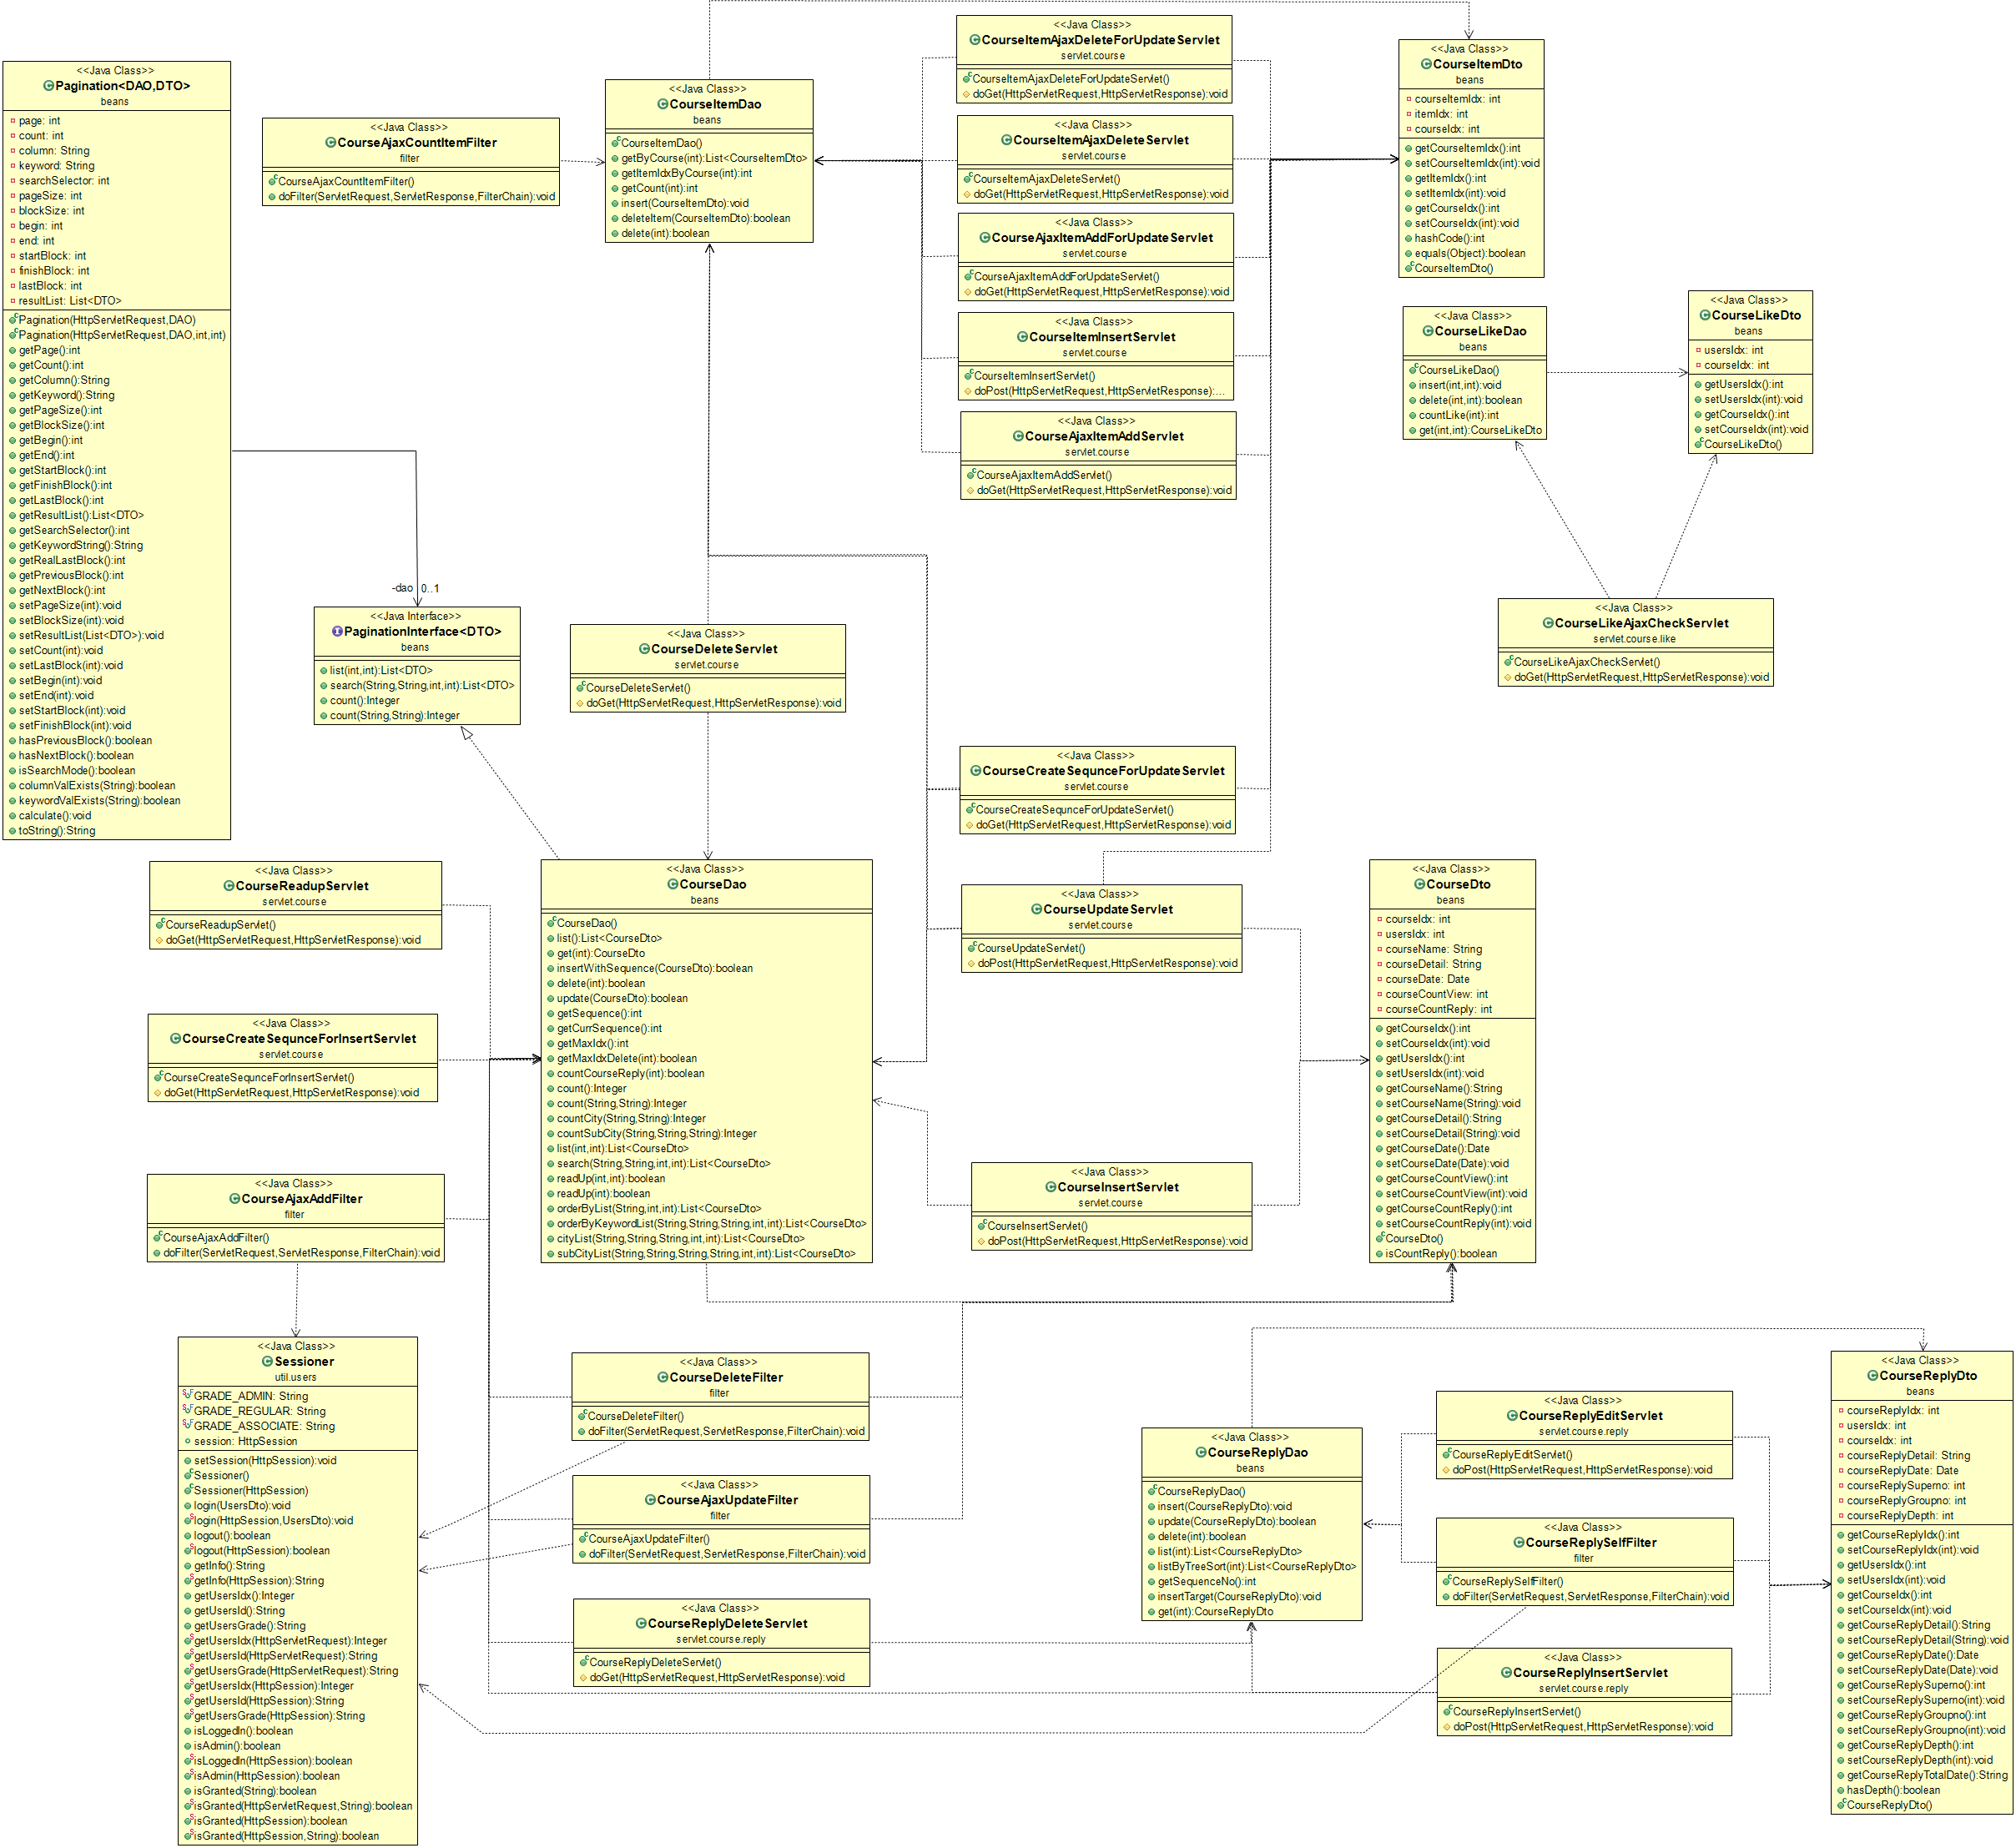 <<Java Class>>
Pagination<DAO,DTO>
beans
page: int
count: int
column: String
keyword: String
searchSelector: int
pageSize: int
blockSize: int
begin: int
end: int
startBlock: int
finishBlock: int
lastBlock: int
resultList: List<DTO>
Pagination(HttpServletRequest,DAO)
Pagination(HttpServletRequest,DAO,int,int)
getPage():int
getCount():int
getColumn():String
getKeyword():String
getPageSize():int
getBlockSize():int
getBegin():int
getEnd():int
getStartBlock():int
getFinishBlock():int
getLastBlock():int
getResultList():List<DTO>
getSearchSelector():int
getKeywordString():String
getRealLastBlock():int
getPreviousBlock():int
getNextBlock():int
setPageSize(int):void
setBlockSize(int):void
setResultList(List<DTO>):void
setCount(int):void
setLastBlock(int):void
setBegin(int):void
setEnd(int):void
setStartBlock(int):void
setFinishBlock(int):void
hasPreviousBlock():boolean
hasNextBlock():boolean
isSearchMode():boolean
columnValExists(String):boolean
keywordValExists(String):boolean
calculate():void
toString():String
<<Java Class>>
CourseAjaxCountItemFilter
filter
CourseAjaxCountItemFilter()
doFilter(ServletRequest,ServletResponse,FilterChain):void
<<Java Class>>
CourseItemDao
beans
CourseItemDao()
getByCourse(int):List<CourseItemDto>
getItemIdxByCourse(int):int
getCount(int):int
insert(CourseItemDto):void
deleteItem(CourseItemDto):boolean
delete(int):boolean
<<Java Class>>
CourseItemAjaxDeleteForUpdateServlet
servlet.course
CourseItemAjaxDeleteForUpdateServlet()
doGet(HttpServletRequest,HttpServletResponse):void
<<Java Class>>
CourseItemAjaxDeleteServlet
servlet.course
CourseItemAjaxDeleteServlet()
doGet(HttpServletRequest,HttpServletResponse):void
<<Java Class>>
CourseAjaxItemAddForUpdateServlet
servlet.course
CourseAjaxItemAddForUpdateServlet()
doGet(HttpServletRequest,HttpServletResponse):void
<<Java Class>>
CourseItemInsertServlet
servlet.course
CourseItemInsertServlet()
doPost(HttpServletRequest,HttpServletResponse):...
<<Java Class>>
CourseAjaxItemAddServlet
servlet.course
CourseAjaxItemAddServlet()
doGet(HttpServletRequest,HttpServletResponse):void
<<Java Class>>
CourseItemDto
beans
courseItemIdx: int
itemIdx: int
courseIdx: int
getCourseItemIdx():int
setCourseItemIdx(int):void
getItemIdx():int
setItemIdx(int):void
getCourseIdx():int
setCourseIdx(int):void
hashCode():int
equals(Object):boolean
CourseItemDto()
<<Java Class>>
CourseLikeDao
beans
CourseLikeDao()
insert(int,int):void
delete(int,int):boolean
countLike(int):int
get(int,int):CourseLikeDto
<<Java Class>>
CourseLikeDto
beans
usersIdx: int
courseIdx: int
getUsersIdx():int
setUsersIdx(int):void
getCourseIdx():int
setCourseIdx(int):void
CourseLikeDto()
<<Java Class>>
CourseLikeAjaxCheckServlet
servlet.course.like
CourseLikeAjaxCheckServlet()
doGet(HttpServletRequest,HttpServletResponse):void
-dao 0..1
<<Java Interface>>
PaginationInterface<DTO>
beans
list(int,int):List<DTO>
search(String,String,int,int):List<DTO>
count():Integer
count(String,String):Integer
<<Java Class>>
CourseDeleteServlet
servlet.course
CourseDeleteServlet()
doGet(HttpServletRequest,HttpServletResponse):void
<<Java Class>>
CourseCreateSequnceForUpdateServlet
servlet.course
CourseCreateSequnceForUpdateServlet()
doGet(HttpServletRequest,HttpServletResponse):void
<<Java Class>>
CourseReadupServlet
servlet.course
CourseReadupServlet()
doGet(HttpServletRequest,HttpServletResponse):void
<<Java Class>>
CourseCreateSequnceForInsertServlet
servlet.course
CourseCreateSequnceForInsertServlet()
doGet(HttpServletRequest,HttpServletResponse):void
<<Java Class>>
CourseAjaxAddFilter
filter
CourseAjaxAddFilter()
doFilter(ServletRequest,ServletResponse,FilterChain):void
<<Java Class>>
CourseDao
beans
CourseDao()
list():List<CourseDto>
get(int):CourseDto
insertWithSequence(CourseDto):boolean
delete(int):boolean
update(CourseDto):boolean
getSequence():int
getCurrSequence():int
getMaxIdx():int
getMaxIdxDelete(int):boolean
countCourseReply(int):boolean
count():Integer
count(String,String):Integer
countCity(String,String):Integer
countSubCity(String,String,String):Integer
list(int,int):List<CourseDto>
search(String,String,int,int):List<CourseDto>
readUp(int,int):boolean
readUp(int):boolean
orderByList(String,int,int):List<CourseDto>
orderByKeywordList(String,String,String,int,int):List<CourseDto>
cityList(String,String,String,int,int):List<CourseDto>
subCityList(String,String,String,String,int,int):List<CourseDto>
<<Java Class>>
CourseUpdateServlet
servlet.course
CourseUpdateServlet()
doPost(HttpServletRequest,HttpServletResponse):void
<<Java Class>>
CourseInsertServlet
servlet.course
CourseInsertServlet()
doPost(HttpServletRequest,HttpServletResponse):void
<<Java Class>>
CourseDto
beans
courseIdx: int
usersIdx: int
courseName: String
courseDetail: String
courseDate: Date
courseCountView: int
courseCountReply: int
getCourseIdx():int
setCourseIdx(int):void
getUsersIdx():int
setUsersIdx(int):void
getCourseName():String
setCourseName(String):void
getCourseDetail():String
setCourseDetail(String):void
getCourseDate():Date
setCourseDate(Date):void
getCourseCountView():int
setCourseCountView(int):void
getCourseCountReply():int
setCourseCountReply(int):void
CourseDto()
isCountReply():boolean
<<Java Class>>
Sessioner
util.users
GRADE_ADMIN: String
GRADE_REGULAR: String
GRADE_ASSOCIATE: String
session: HttpSession
setSession(HttpSession):void
Sessioner()
Sessioner(HttpSession)
login(UsersDto):void
login(HttpSession,UsersDto):void
logout():boolean
logout(HttpSession):boolean
getInfo():String
getInfo(HttpSession):String
getUsersIdx():Integer
getUsersId():String
getUsersGrade():String
getUsersIdx(HttpServletRequest):Integer
getUsersId(HttpServletRequest):String
getUsersGrade(HttpServletRequest):String
getUsersIdx(HttpSession):Integer
getUsersId(HttpSession):String
getUsersGrade(HttpSession):String
isLoggedIn():boolean
isAdmin():boolean
isLoggedIn(HttpSession):boolean
isAdmin(HttpSession):boolean
isGranted(String):boolean
isGranted(HttpServletRequest,String):boolean
isGranted(HttpSession):boolean
isGranted(HttpSession,String):boolean
<<Java Class>>
CourseDeleteFilter
filter
CourseDeleteFilter()
doFilter(ServletRequest,ServletResponse,FilterChain):void
<<Java Class>>
CourseAjaxUpdateFilter
filter
CourseAjaxUpdateFilter()
doFilter(ServletRequest,ServletResponse,FilterChain):void
<<Java Class>>
CourseReplyDeleteServlet
servlet.course.reply
CourseReplyDeleteServlet()
doGet(HttpServletRequest,HttpServletResponse):void
<<Java Class>>
CourseReplyDao
beans
CourseReplyDao()
insert(CourseReplyDto):void
update(CourseReplyDto):boolean
delete(int):boolean
list(int):List<CourseReplyDto>
listByTreeSort(int):List<CourseReplyDto>
getSequenceNo():int
insertTarget(CourseReplyDto):void
get(int):CourseReplyDto
<<Java Class>>
CourseReplyEditServlet
servlet.course.reply
CourseReplyEditServlet()
doPost(HttpServletRequest,HttpServletResponse):void
<<Java Class>>
CourseReplySelfFilter
filter
CourseReplySelfFilter()
doFilter(ServletRequest,ServletResponse,FilterChain):void
<<Java Class>>
CourseReplyInsertServlet
servlet.course.reply
CourseReplyInsertServlet()
doPost(HttpServletRequest,HttpServletResponse):void
<<Java Class>>
CourseReplyDto
beans
courseReplyIdx: int
usersIdx: int
courseIdx: int
courseReplyDetail: String
courseReplyDate: Date
courseReplySuperno: int
courseReplyGroupno: int
courseReplyDepth: int
getCourseReplyIdx():int
setCourseReplyIdx(int):void
getUsersIdx():int
setUsersIdx(int):void
getCourseIdx():int
setCourseIdx(int):void
getCourseReplyDetail():String
setCourseReplyDetail(String):void
getCourseReplyDate():Date
setCourseReplyDate(Date):void
getCourseReplySuperno():int
setCourseReplySuperno(int):void
getCourseReplyGroupno():int
setCourseReplyGroupno(int):void
getCourseReplyDepth():int
setCourseReplyDepth(int):void
getCourseReplyTotalDate():String
hasDepth():boolean
CourseReplyDto()